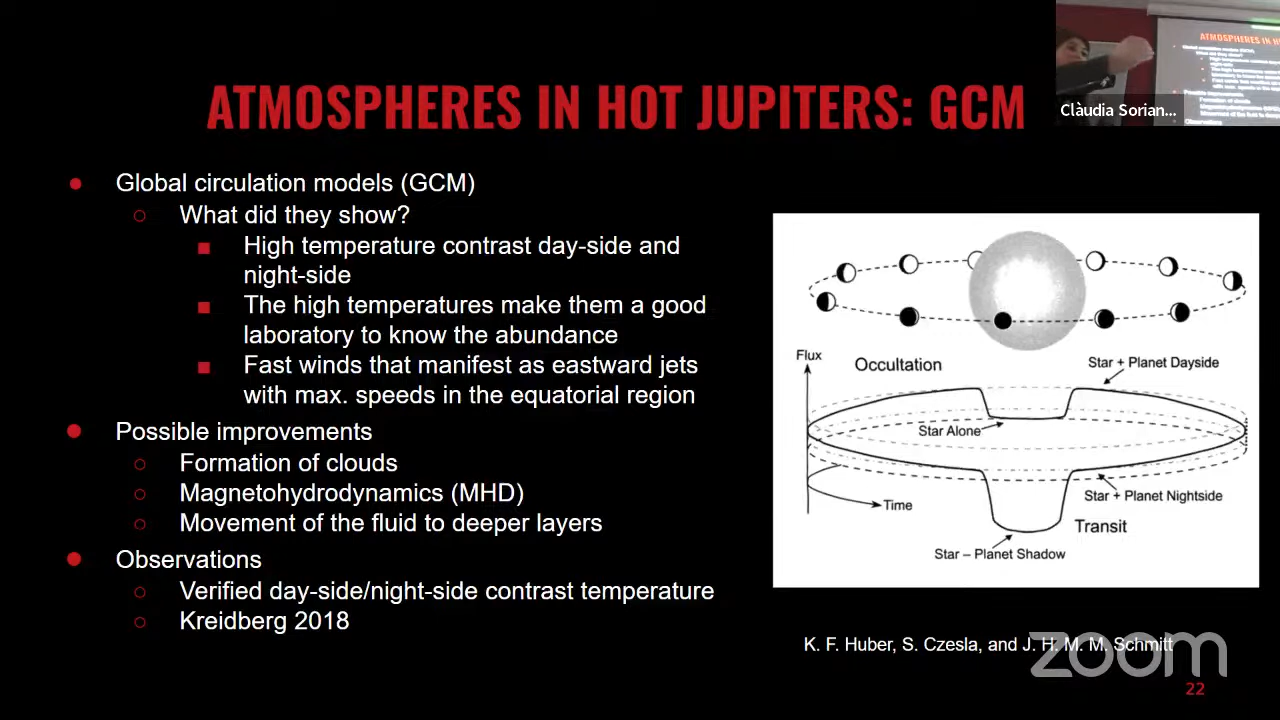 ATMOSPHERES IN HOT JUPITERS: GCM
Clàudia Sorian...
Global circulation models (GCM)
What did they show?
High temperature contrast day-side and
night-side
The high temperatures make them a good
laboratory to know the abundance
Fast winds that manifest as eastward jets
with max. speeds in the equatorial region
Possible improvements
Formation of clouds
Magnetohydrodynamics (MHD)
Movement of the fluid to deeper layers
Observations
Verified day-side/night-side contrast temperature
Kreidberg 2018
Flux
Occultation
Star + Planet Dayside
Star Alone
Time
Star + Planet Nightside
Transit
Star – Planet Shadow
K. F. Huber, S. Czesla, and J. H. M. M. Schmitt
zoom
22